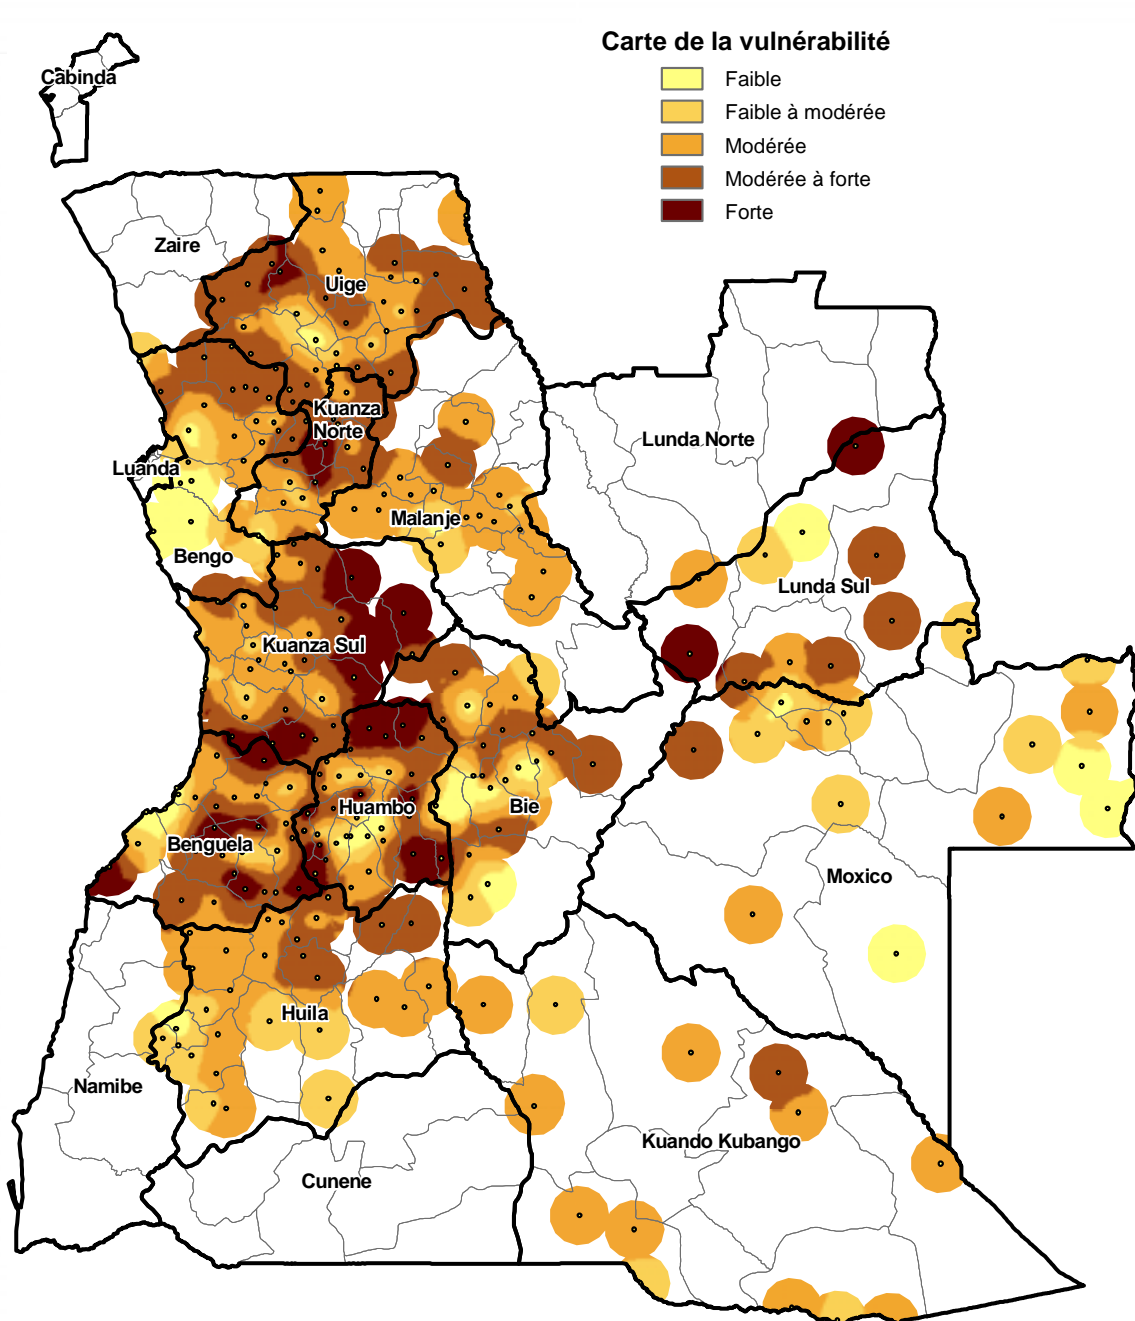 Carte de la vulnérabilité
Faible
Faible à modérée
Modérée
Modérée à forte
Forte
Cabinda
Zaire
Uige
Kuanza
Norte
Lunda Norte
Luanda
Malanje
Bengo
Lunda Sul
Kuanza Sul
Huambo
Bie
Benguela
Moxico
Huila
Namibe
Kuando Kubango
Cunene